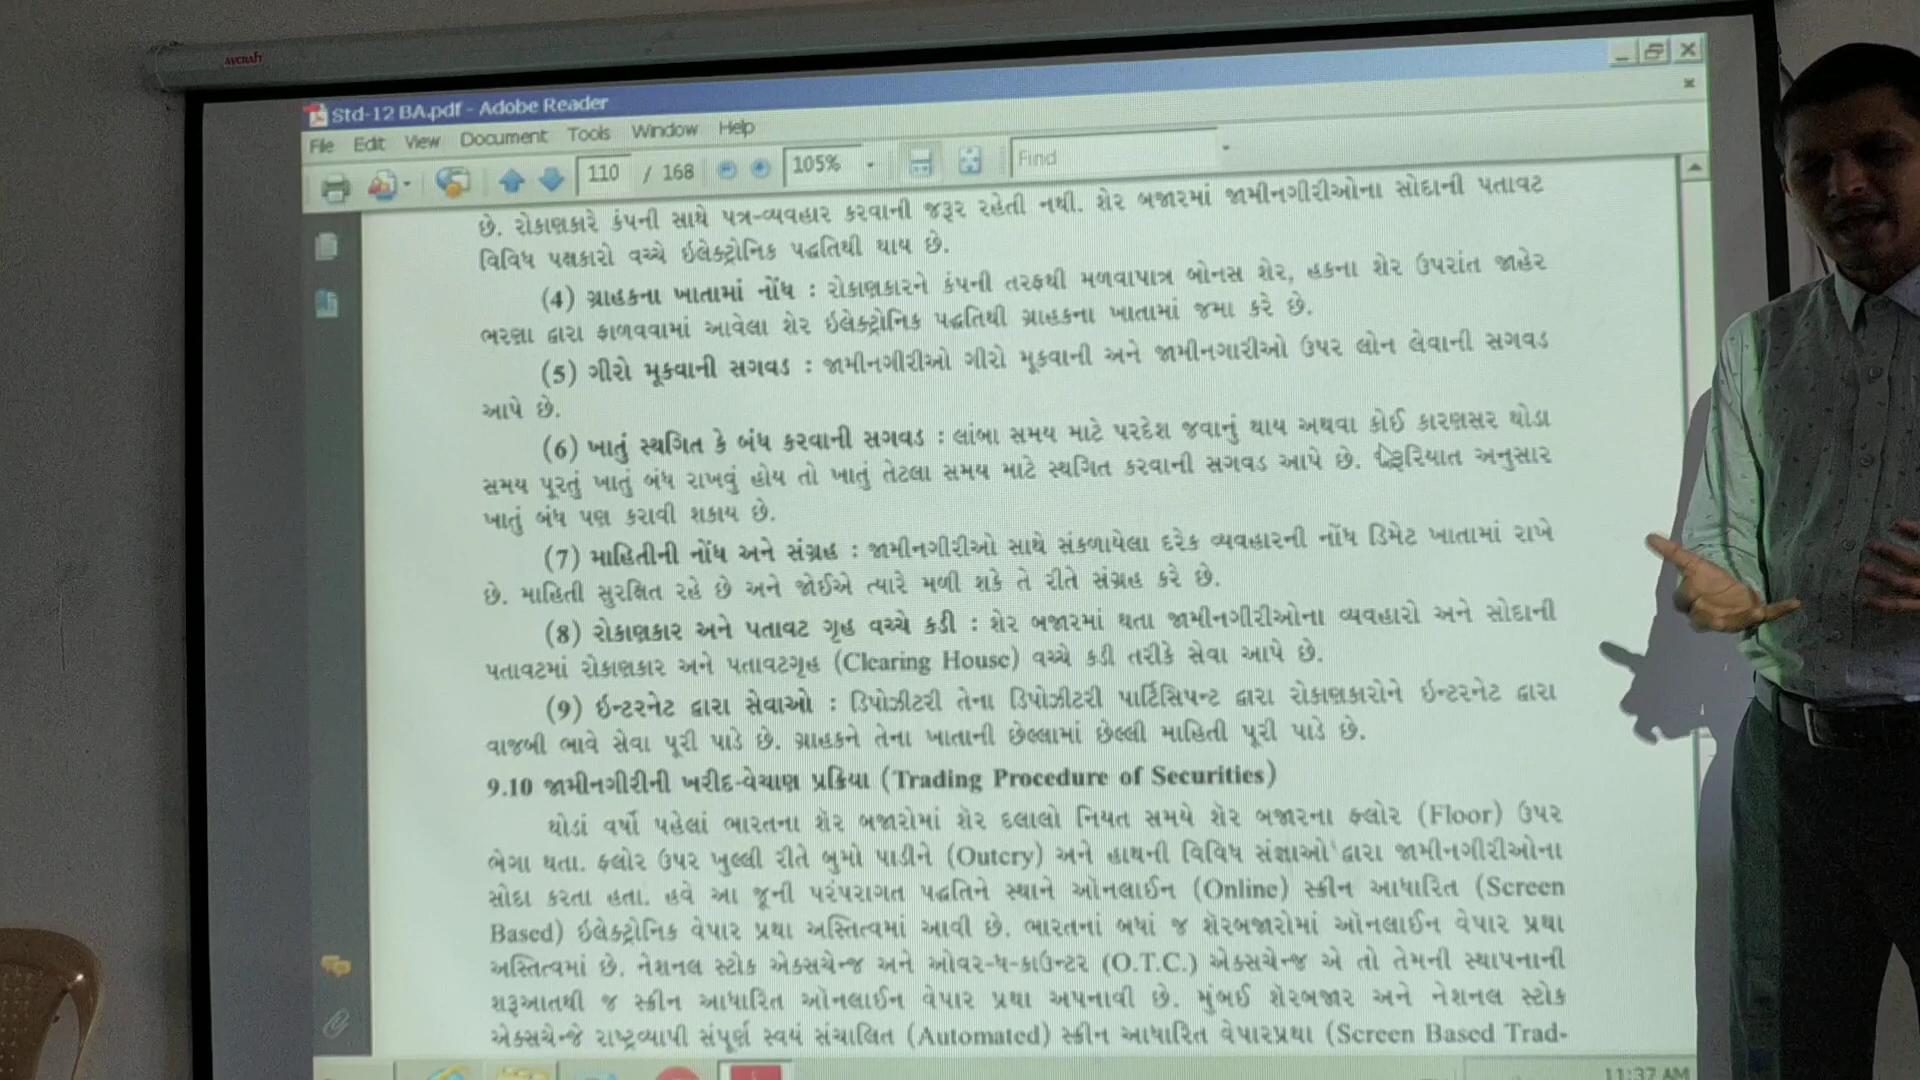 AVCRAFT
Std-12 BA.pdf - Adobe Reader
File Edit View Document Tools Window Help
110 / 168 105% Find
છે. રોકાણકારે કંપની સાથે પત્ર-વ્યવહાર કરવાની જરૂર રહેતી નથી. શેર બજારમાં જામીનગીરીઓના સોદાની પતાવટ
વિવિધ પક્ષકારો વચ્ચે ઇલેક્ટ્રોનિક પદ્ધતિથી થાય છે.
(4) ગ્રાહકના ખાતામાં નોંધ : રોકાણકારને કંપની તરફથી મળવાપાત્ર બોનસ શેર, હકના શેર ઉપરાંત જાહેર
ભરણા દ્વારા ફાળવવામાં આવેલા શેર ઇલેક્ટ્રોનિક પદ્ધતિથી ગ્રાહકના ખાતામાં જમા કરે છે.
(5) ગીરો મૂકવાની સગવડ : જામીનગીરીઓ ગીરો મૂકવાની અને જામીનગારીઓ ઉપર લોન લેવાની સગવડ
આપે છે.
(6) ખાતું સ્થગિત કે બંધ કરવાની સગવડ : લાંબા સમય માટે પરદેશ જવાનું થાય અથવા કોઈ કારણસર થોડા
સમય પૂરતું ખાતું બંધ રાખવું હોય તો ખાતું તેટલા સમય માટે સ્થગિત કરવાની સગવડ આપે છે. અનુસાર
ખાતું બંધ પણ કરાવી શકાય છે.
(7) માહિતીની નોંધ અને સંગ્રહ : જામીનગીરીઓ સાથે સંકળાયેલા દરેક વ્યવહારની નોંધ ડિમેટ ખાતામાં રાખે
છે. માહિતી સુરક્ષિત રહે છે અને જોઈએ ત્યારે મળી શકે તે રીતે સંગ્રહ કરે છે.
(8) રોકાણકાર અને પતાવટ ગૃહ વચ્ચે કડી : શેર બજારમાં થતા જામીનગીરીઓના વ્યવહારો અને સોદાની
પતાવટમાં રોકાણકાર અને પતાવટગૃહ (Clearing House) વચ્ચે કડી તરીકે સેવા આપે છે.
(9) ઇન્ટરનેટ દ્વારા સેવાઓ : ડિપોઝીટરી તેના ડિપોઝીટરી પાર્ટિસિપન્ટ દ્વારા રોકાણકારોને ઇન્ટરનેટ દ્વારા
વાજબી ભાવે સેવા પૂરી પાડે છે. ગ્રાહકને તેના ખાતાની છેલ્લામાં છેલ્લી માહિતી પૂરી પાડે છે.
9.10 જામીનગીરીની ખરીદ-વેચાણ પ્રક્રિયા (Trading Procedure of Securities)
થોડાં વર્ષો પહેલાં ભારતના શૅર બજારોમાં શૅર દલાલો નિયત સમયે શૅર બજારના ફ્લોર (Floor) ઉપર
ભેગા થતા. ફ્લોર ઉપર ખુલ્લી રીતે બુમો પાડીને (Outcry) અને હાથની વિવિધ સંજ્ઞાઓ દ્વારા જામીનગીરીઓના
સોદા કરતા હતા. હવે આ જૂની પરંપરાગત પદ્ધતિને સ્થાને ઑનલાઈન (Online) સ્ક્રીન આધારિત (Screen
Based) ઇલેક્ટ્રોનિક વેપાર પ્રથા અસ્તિત્વમાં આવી છે. ભારતનાં બધાં જ શૅરબજારોમાં ઑનલાઈન વેપાર પ્રથા
અસ્તિત્વમાં છે. નેશનલ સ્ટોક એક્સચેન્જ અને ઓવર-ધ-કાઉન્ટર (O.T.C.) એક્સચેન્જ એ તો તેમની સ્થાપનાની
શરૂઆતથી જ સ્ક્રીન આધારિત ઑનલાઈન વેપાર પ્રથા અપનાવી છે. મુંબઈ શૅરબજાર અને નેશનલ સ્ટોક
એક્સચેન્જે રાષ્ટ્રવ્યાપી સંપૂર્ણ સ્વયં સંચાલિત (Automated) સ્ક્રીન આધારિત વેપારપ્રથા (Screen Based Trad-
11:37 AM